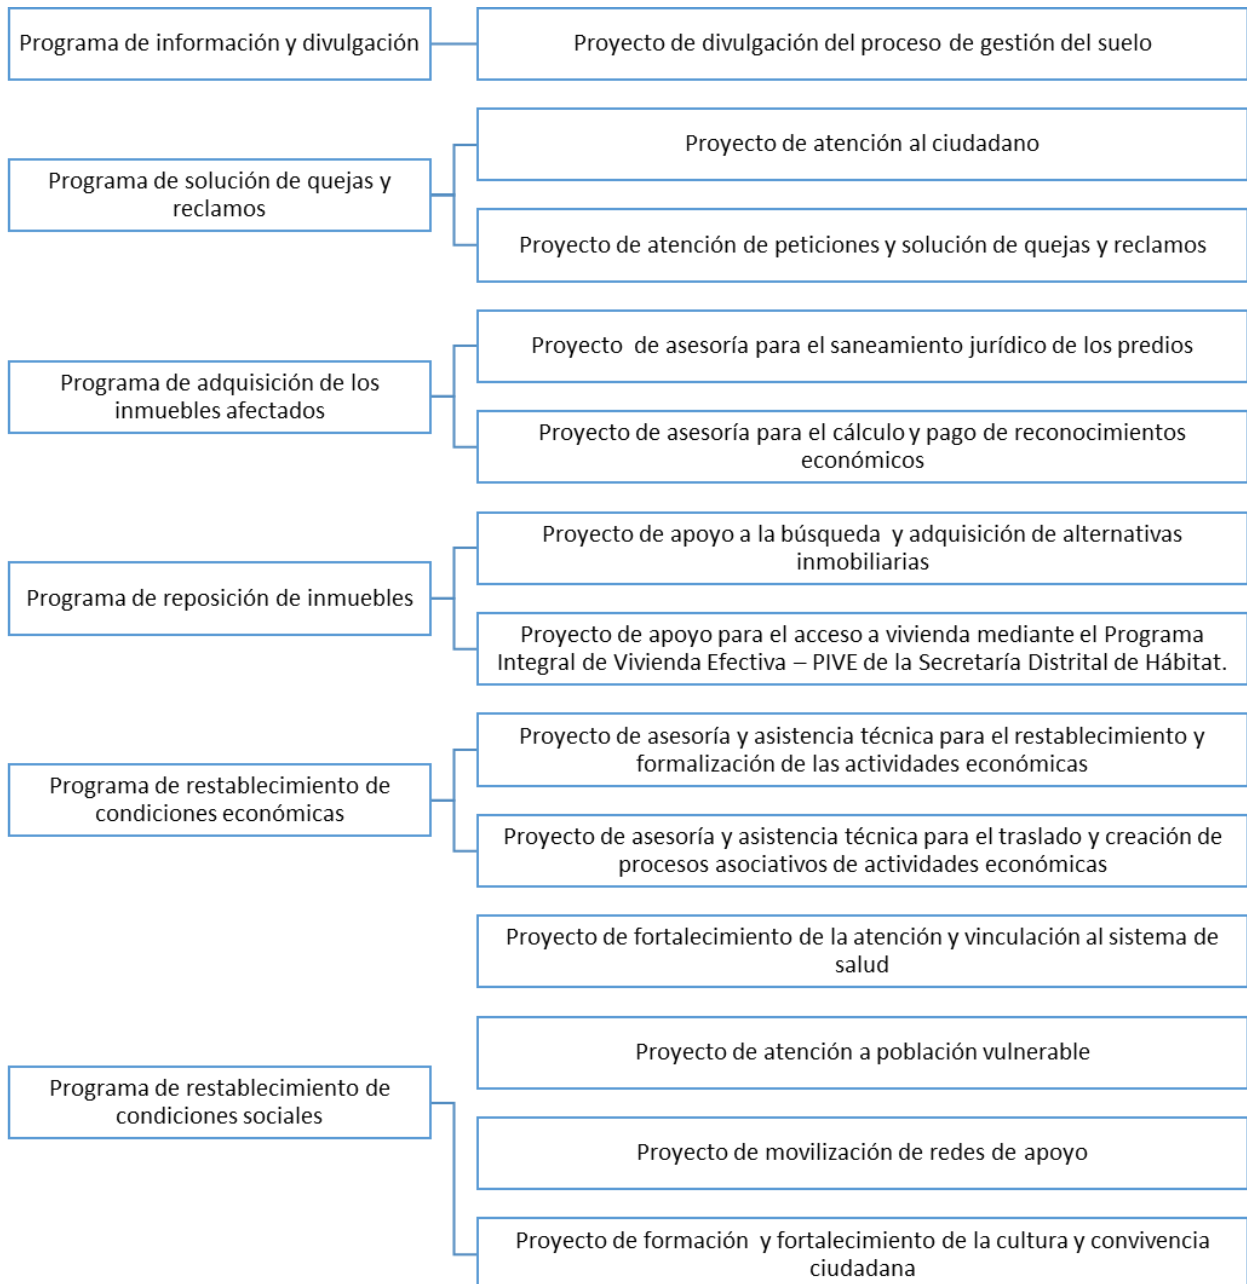 Programa de información y divulgación
Proyecto de divulgación del proceso de gestión del suelo
Programa de solución de quejas y
reclamos
Proyecto de atención al ciudadano
Proyecto de atención de peticiones y solución de quejas y reclamos
Programa de adquisición de los
inmuebles afectados
Proyecto  de asesoría para el saneamiento jurídico de los predios
Proyecto de asesoría para el cálculo y pago de reconocimientos
económicos
Programa de reposición de inmuebles
Proyecto de apoyo a la búsqueda  y adquisición de alternativas
inmobiliarias
Proyecto de apoyo para el acceso a vivienda mediante el Programa
Integral de Vivienda Efectiva – PIVE de la Secretaría Distrital de Hábitat.
Programa de restablecimiento de
condiciones económicas
Proyecto de asesoría y asistencia técnica para el restablecimiento y
formalización de las actividades económicas
Proyecto de asesoría y asistencia técnica para el traslado y creación de
procesos asociativos de actividades económicas
Programa de restablecimiento de
condiciones sociales
Proyecto de fortalecimiento de la atención y vinculación al sistema de
salud
Proyecto de atención a población vulnerable
Proyecto de movilización de redes de apoyo
Proyecto de formación  y fortalecimiento de la cultura y convivencia
ciudadana